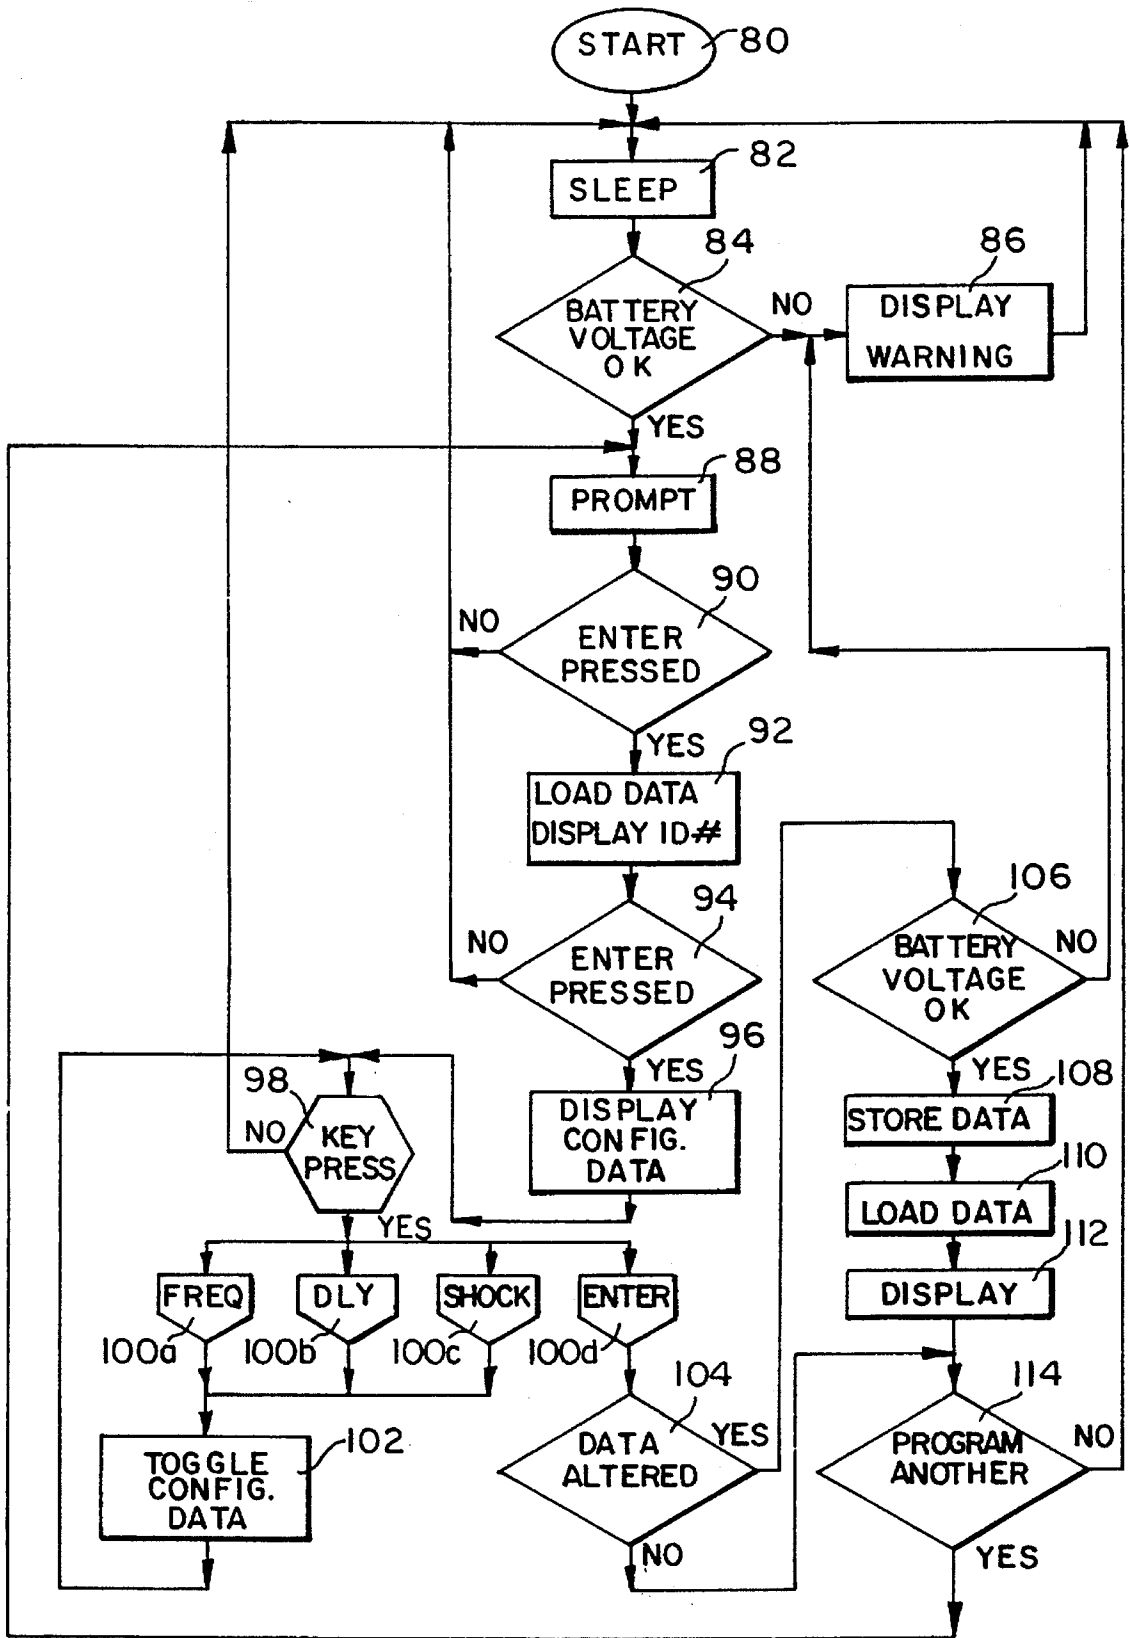 START
80
82
SLEEP
84
BATTERY
VOLTAGE
OK
NO
86
DISPLAY
WARNING
YES
88
PROMPT
90
NO
ENTER
PRESSED
YES
92
LOAD DATA
DISPLAY ID#
94
NO
ENTER
PRESSED
YES
96
DISPLAY
CONFIG.
DATA
98
NO
KEY
PRESS
YES
FREQ
DLY
SHOCK
ENTER
100a
100b
100c
100d
102
TOGGLE
CONFIG.
DATA
104
DATA
ALTERED
YES
NO
106
BATTERY
VOLTAGE
OK
NO
YES
108
STORE DATA
110
LOAD DATA
112
DISPLAY
114
PROGRAM
ANOTHER
NO
YES